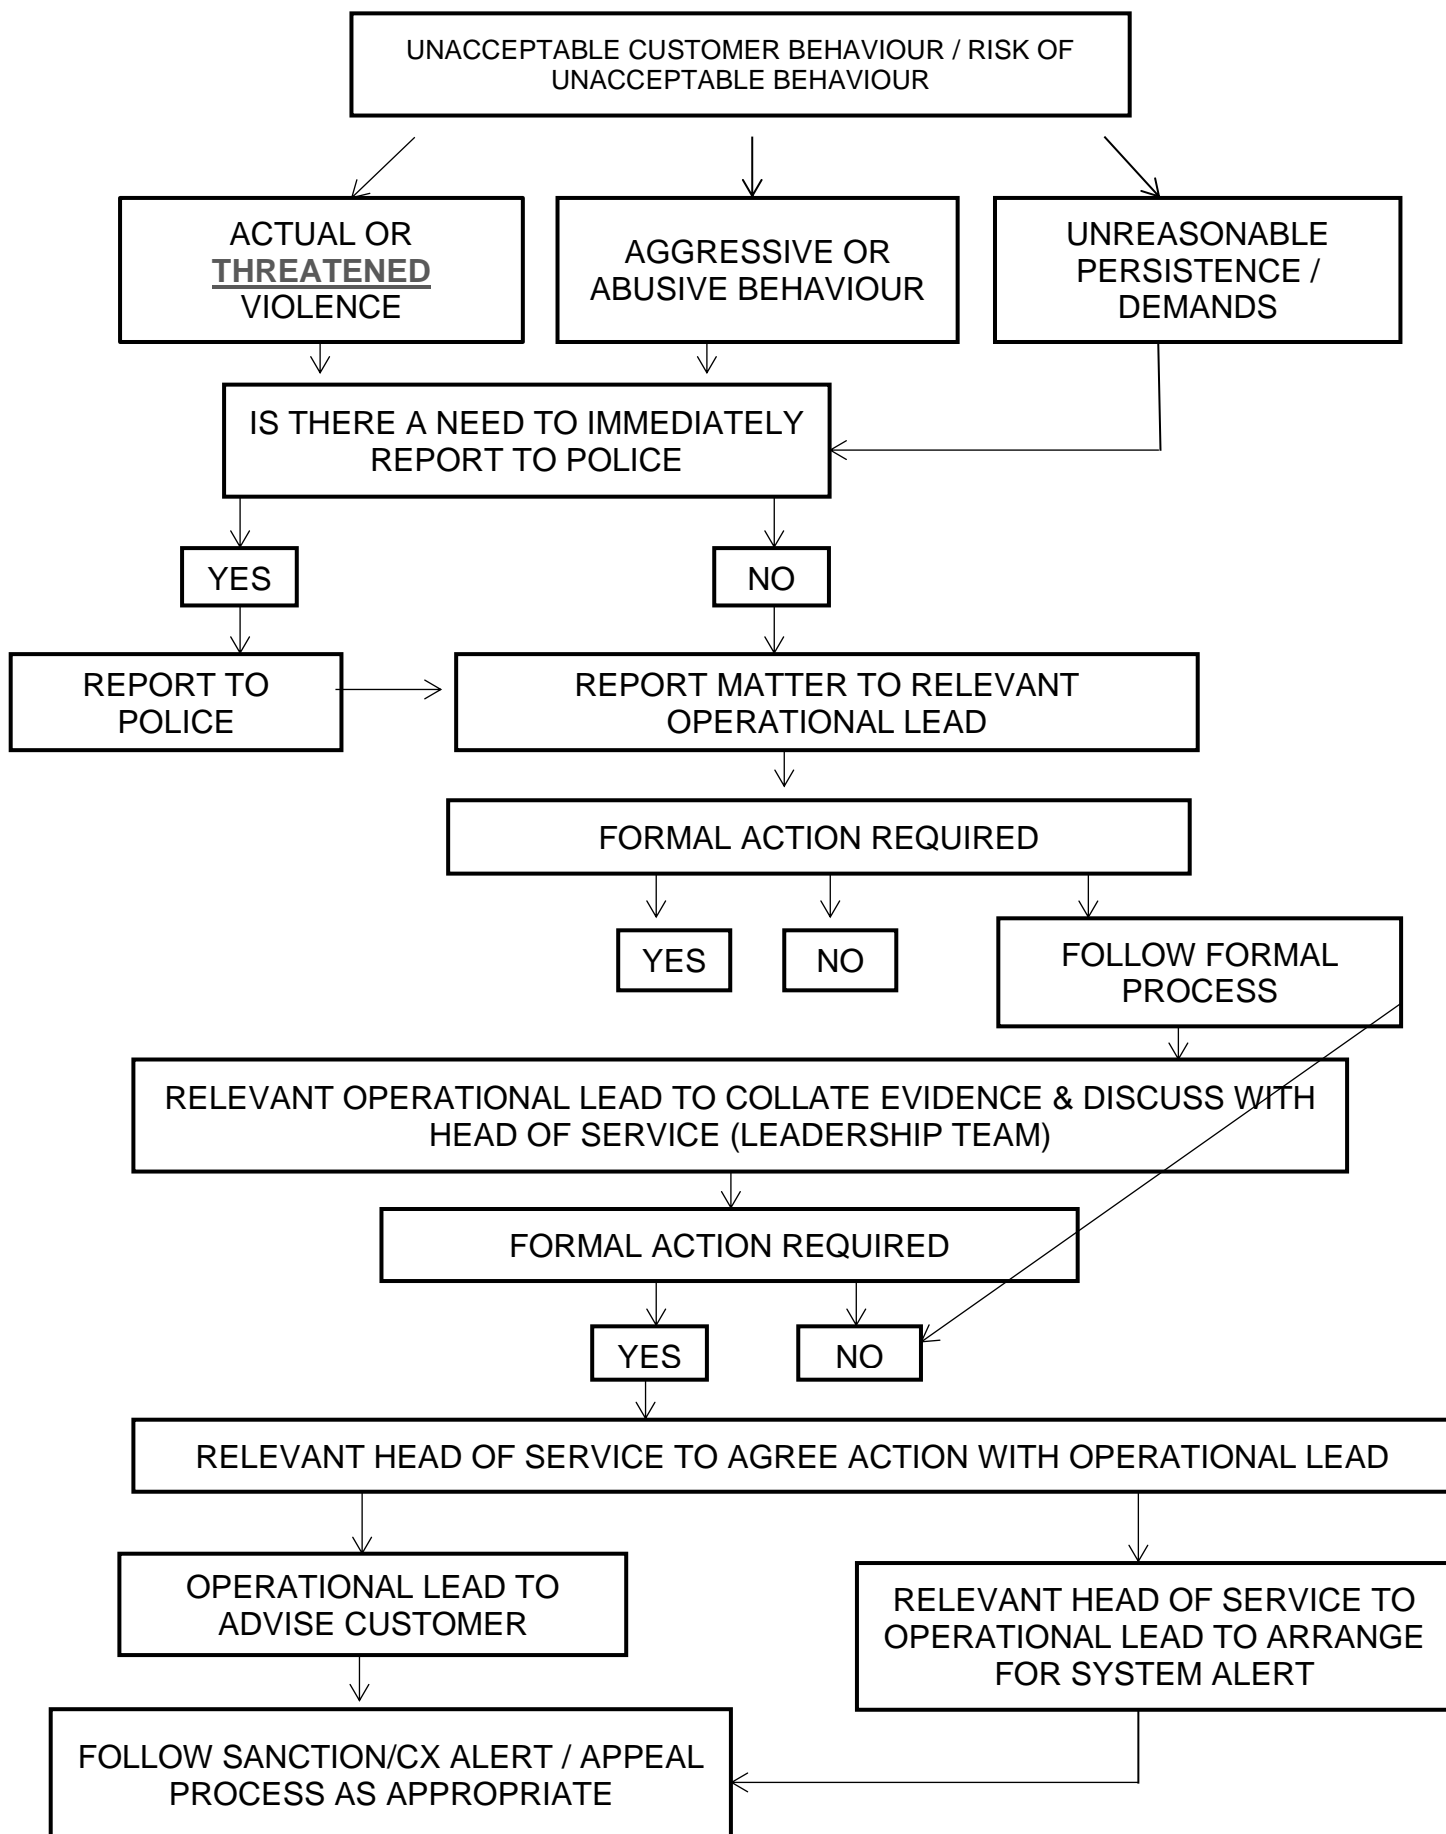 UNACCEPTABLE CUSTOMER BEHAVIOUR / RISK OF
UNACCEPTABLE BEHAVIOUR
ACTUAL OR
THREATENED
VIOLENCE
AGGRESSIVE OR
ABUSIVE BEHAVIOUR
UNREASONABLE
PERSISTENCE /
DEMANDS
IS THERE A NEED TO IMMEDIATELY
REPORT TO POLICE
YES
NO
REPORT TO
POLICE
REPORT MATTER TO RELEVANT
OPERATIONAL LEAD
FORMAL ACTION REQUIRED
YES
NO
FOLLOW FORMAL
PROCESS
RELEVANT OPERATIONAL LEAD TO COLLATE EVIDENCE & DISCUSS WITH
HEAD OF SERVICE (LEADERSHIP TEAM)
FORMAL ACTION REQUIRED
YES
NO
RELEVANT HEAD OF SERVICE TO AGREE ACTION WITH OPERATIONAL LEAD
OPERATIONAL LEAD TO
ADVISE CUSTOMER
RELEVANT HEAD OF SERVICE TO
OPERATIONAL LEAD TO ARRANGE
FOR SYSTEM ALERT
FOLLOW SANCTION/CX ALERT / APPEAL
PROCESS AS APPROPRIATE